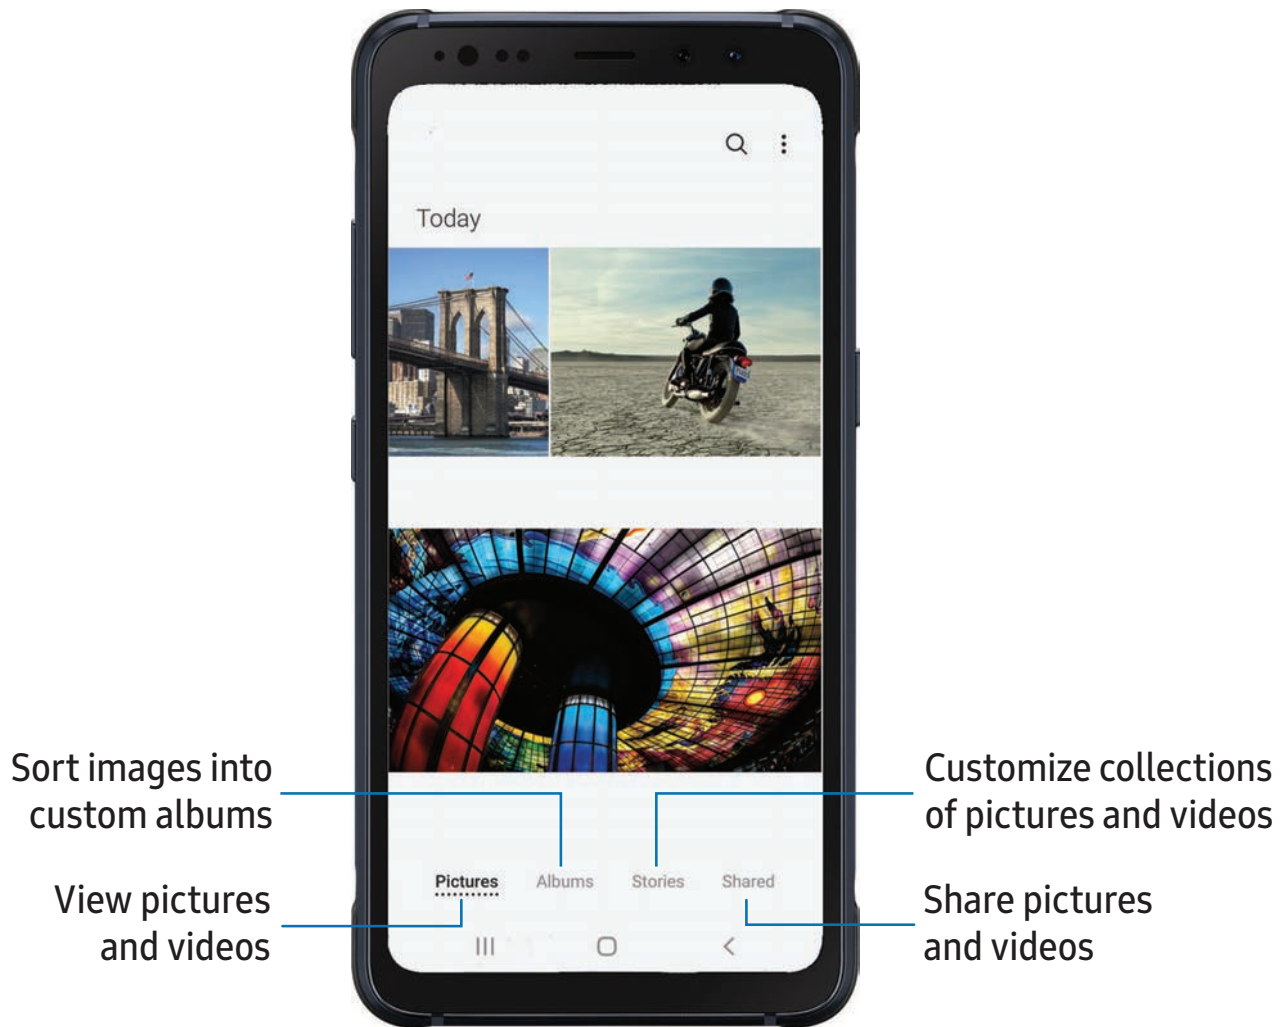 Today
Sort images into
custom albums
Customize collections
of pictures and videos
Pictures Albums Stories Shared
View pictures
and videos
Share pictures
and videos